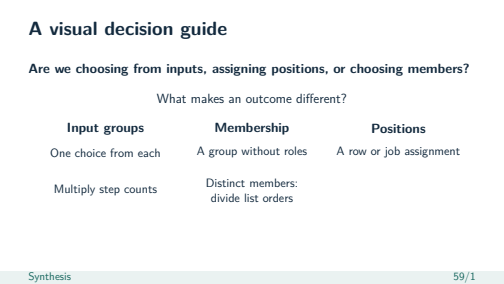 A visual decision guide
Are we choosing from inputs, assigning positions, or choosing members?
What makes an outcome different?
Input groups
One choice from each
Multiply step counts
Membership
A group without roles
Distinct members:
divide list orders
Positions
A row or job assignment
Synthesis
59/1